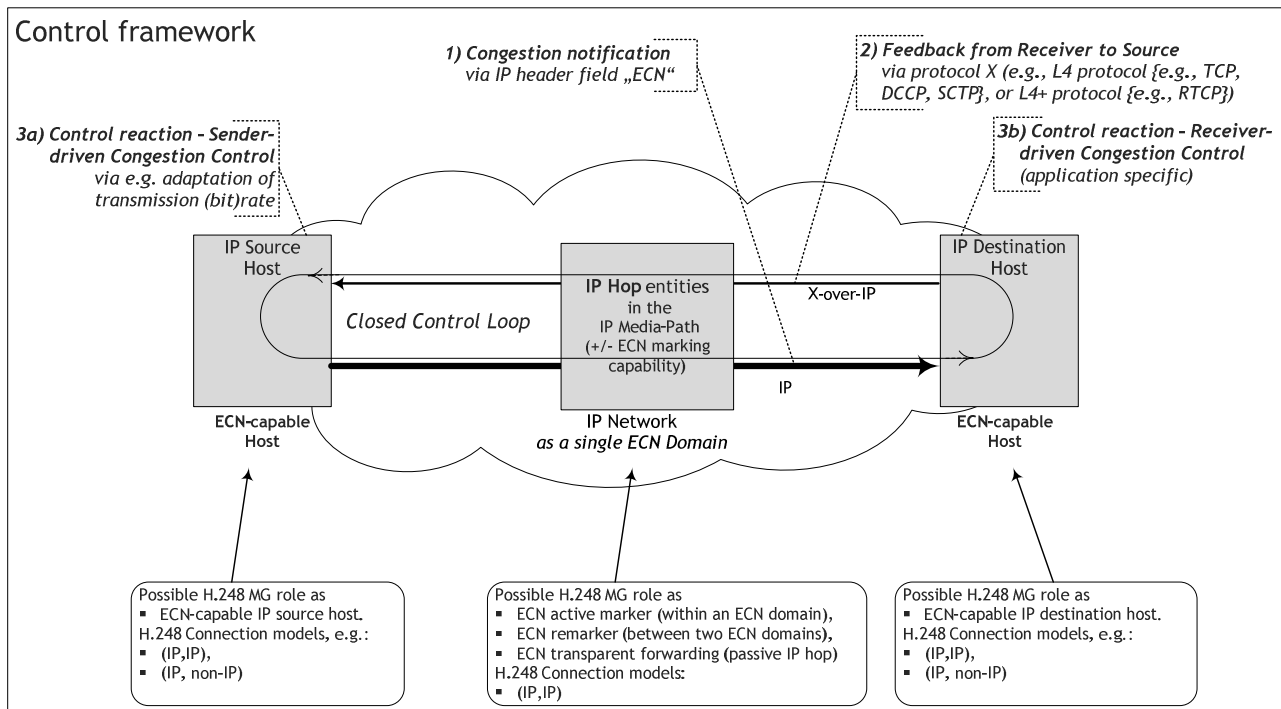 Control framework
1) Congestion notification
via IP header field „ECN“
2) Feedback from Receiver to Source
via protocol X (e.g., L4 protocol {e.g., TCP,
DCCP, SCTP}, or L4+ protocol {e.g., RTCP})
3a) Control reaction – Sender-
driven Congestion Control
via e.g. adaptation of
transmission (bit)rate
3b) Control reaction – Receiver-
driven Congestion Control
(application specific)
IP Source
Host
IP Hop entities
in the
IP Media-Path
(+/- ECN marking
capability)
IP Destination
Host
X-over-IP
Closed Control Loop
IP
ECN-capable
Host
IP Network
as a single ECN Domain
ECN-capable
Host
Possible H.248 MG role as
▪ ECN-capable IP source host.
H.248 Connection models, e.g.:
▪ (IP,IP),
▪ (IP, non-IP)
Possible H.248 MG role as
▪ ECN active marker (within an ECN domain),
▪ ECN remarker (between two ECN domains),
▪ ECN transparent forwarding (passive IP hop)
H.248 Connection models:
▪ (IP,IP)
Possible H.248 MG role as
▪ ECN-capable IP destination host.
H.248 Connection models, e.g.:
▪ (IP,IP),
▪ (IP, non-IP)